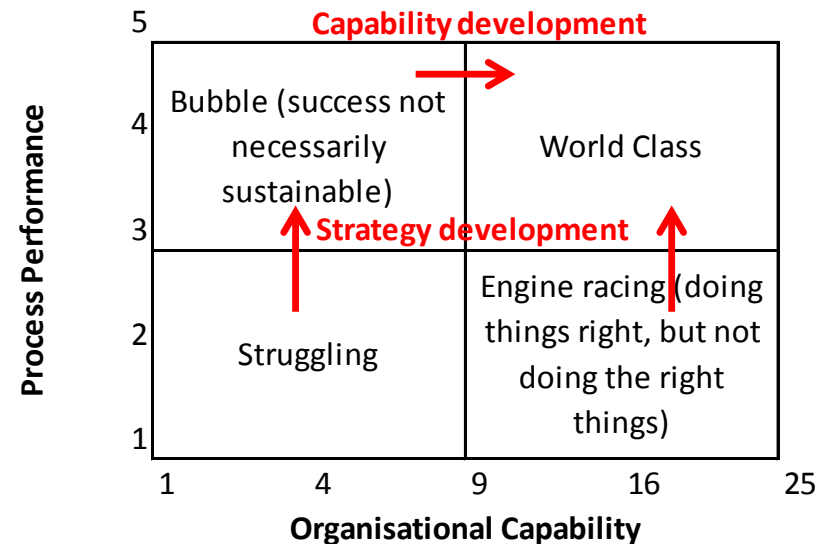 5
Capability development
Bubble (success not
necessarily
sustainable)
World Class
4
Process Performance
3
Strategy development
Engine racing (doing
things right, but not
doing the right
things)
2
Struggling
1
1 4 9 16 25
Organisational Capability